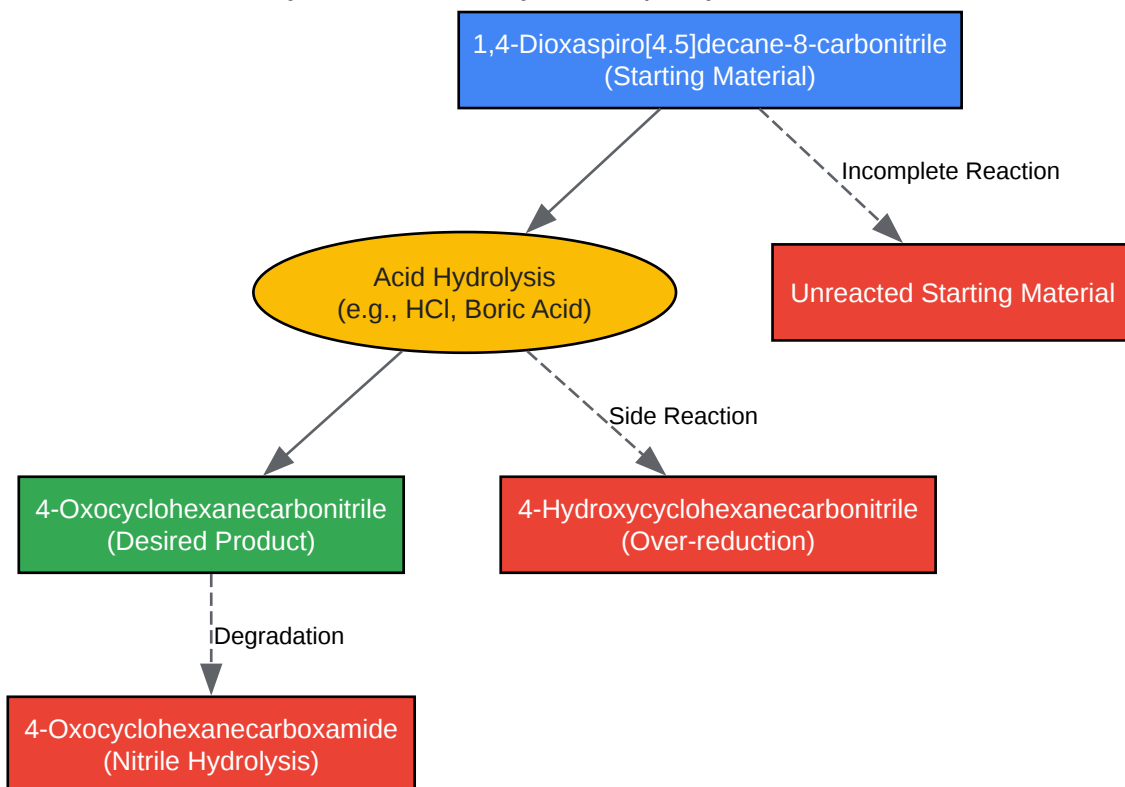 1,4-Dioxaspiro[4.5]decane-8-carbonitrile
(Starting Material)
Incomplete Reaction
Acid Hydrolysis
(e.g., HCl, Boric Acid)
Unreacted Starting Material
Side Reaction
4-Oxocyclohexanecarbonitrile
(Desired Product)
4-Hydroxycyclohexanecarbonitrile
(Over-reduction)
Degradation
4-Oxocyclohexanecarboxamide
(Nitrile Hydrolysis)